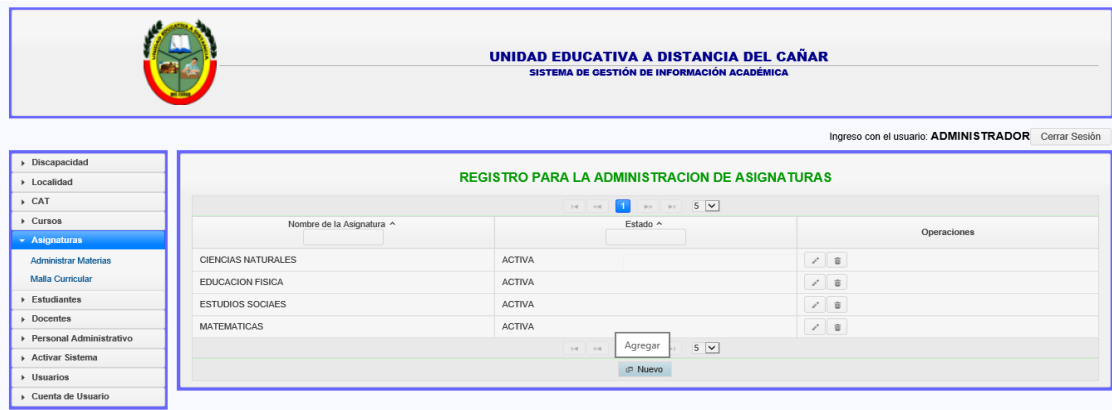 UNIDAD EDUCATIVA A DISTANCIA DEL CAÑAR
SISTEMA DE GESTIÓN DE INFORMACIÓN ACADÉMICA
Ingreso con el usuario: ADMINISTRADOR Cerrar Sesión
Discapacidad
Localidad
CAT
Cursos
Asignaturas
Administrar Materias
Malla Curricular
Estudiantes
Docentes
Personal Administrativo
Activar Sistema
Usuarios
Cuenta de Usuario
REGISTRO PARA LA ADMINISTRACION DE ASIGNATURAS
1 5
Nombre de la Asignatura Estado Operaciones
CIENCIAS NATURALES ACTIVA
EDUCACION FISICA ACTIVA
ESTUDIOS SOCIAES ACTIVA
MATEMATICAS ACTIVA
Agregar 5
Nuevo